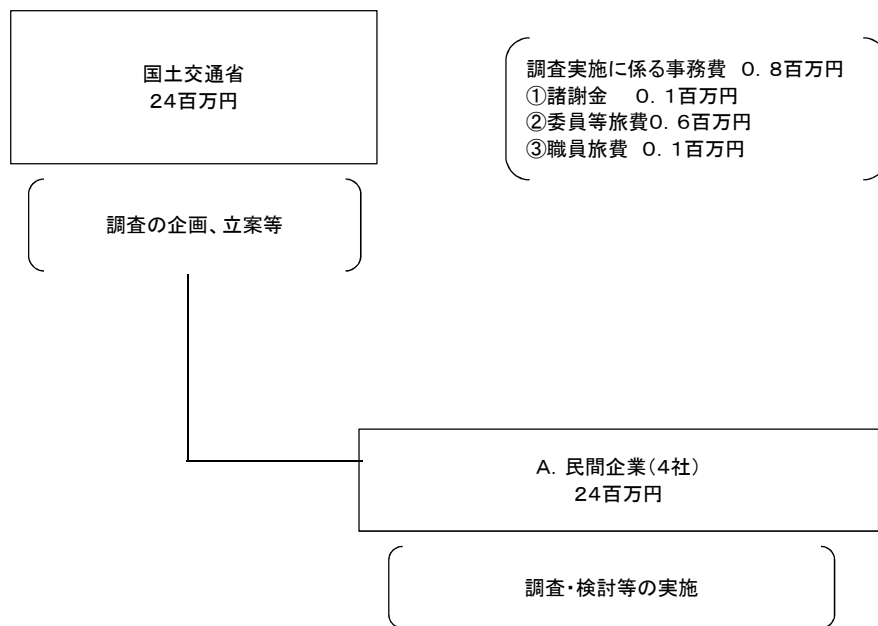 国土交通省
24百万円
調査実施に係る事務費 0．8百万円
①諸謝金　0．1百万円
②委員等旅費0．6百万円
③職員旅費 0．1百万円
調査の企画、立案等
A．民間企業（4社）
24百万円
調査・検討等の実施